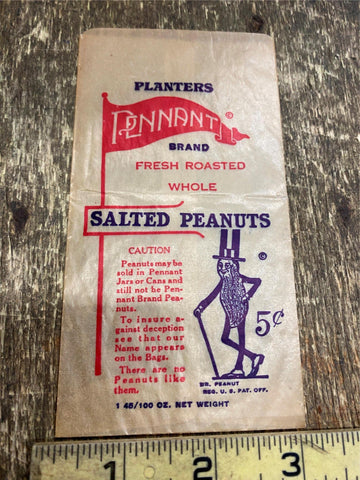 PLANTERS
PENNANT ©
BRAND
FRESH ROASTED
WHOLE
SALTED PEANUTS
CAUTION
Peanuts may be
sold in Pennant
Jars or Cans and
still not be Pen-
nant Brand Pea-
nuts.
To insure a-
gainst deception
see that our
Name appears
on the Bags.
There are no
Peanuts like
them.
©
5¢
MR. PEANUT
REG. U. S. PAT. OFF.
1 45/100 OZ. NET WEIGHT
1 2 3